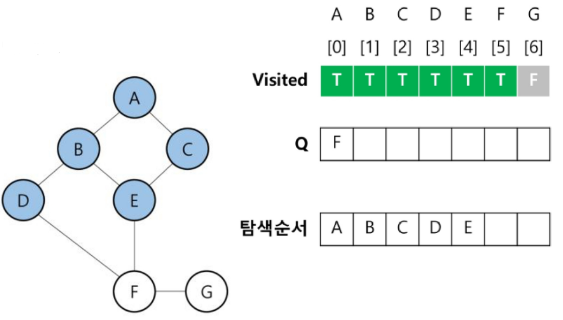 A B C D E F G
[0] [1] [2] [3] [4] [5] [6]
Visited T T T T T T F
Q F
탐색순서 A B C D E
A
B
C
D
E
F
G